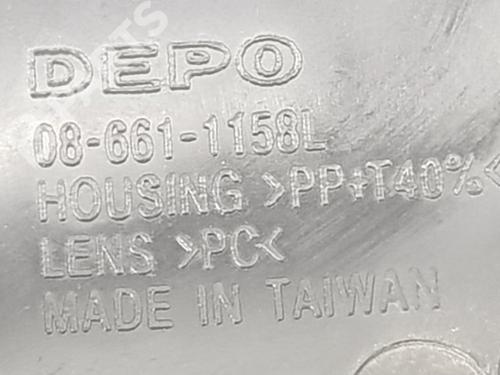 DEPO
08-661-1158L
HOUSING >PP+T40%<
LENS >PC<
MADE IN TAIWAN